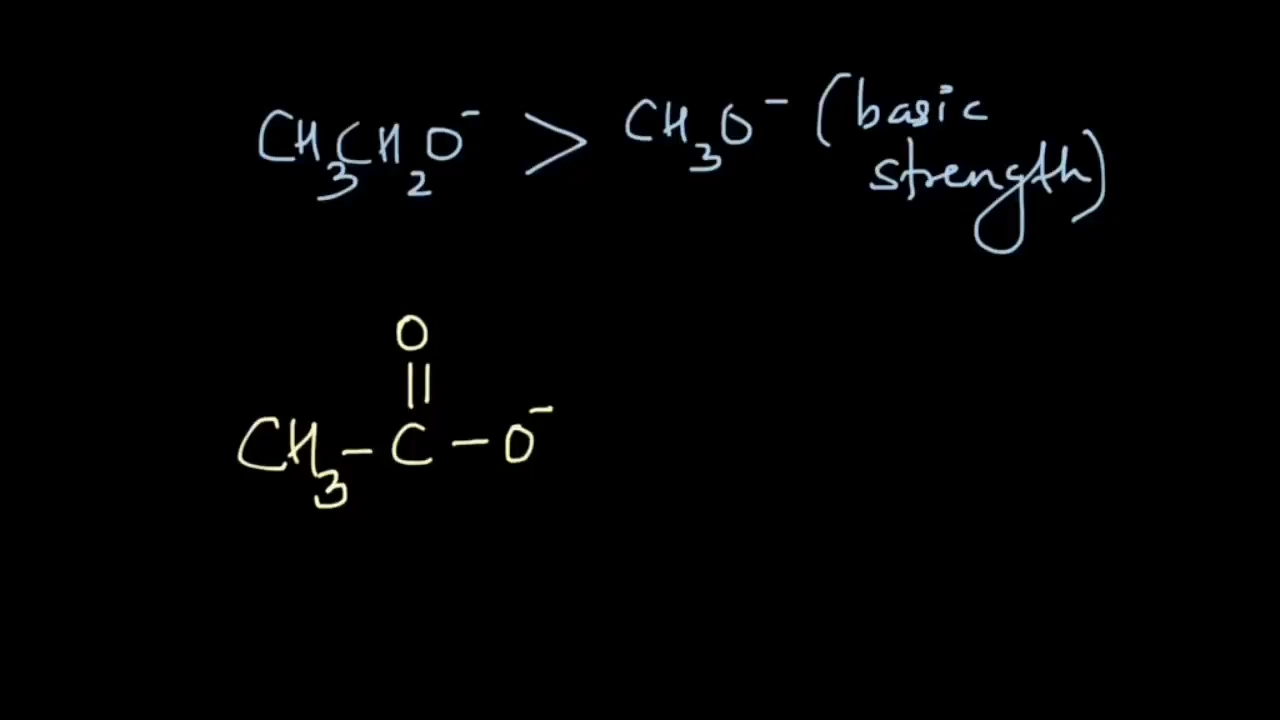 CH₃CH₂O⁻ > CH₃O⁻ (basic
strength)
O
||
CH₃-C-O⁻